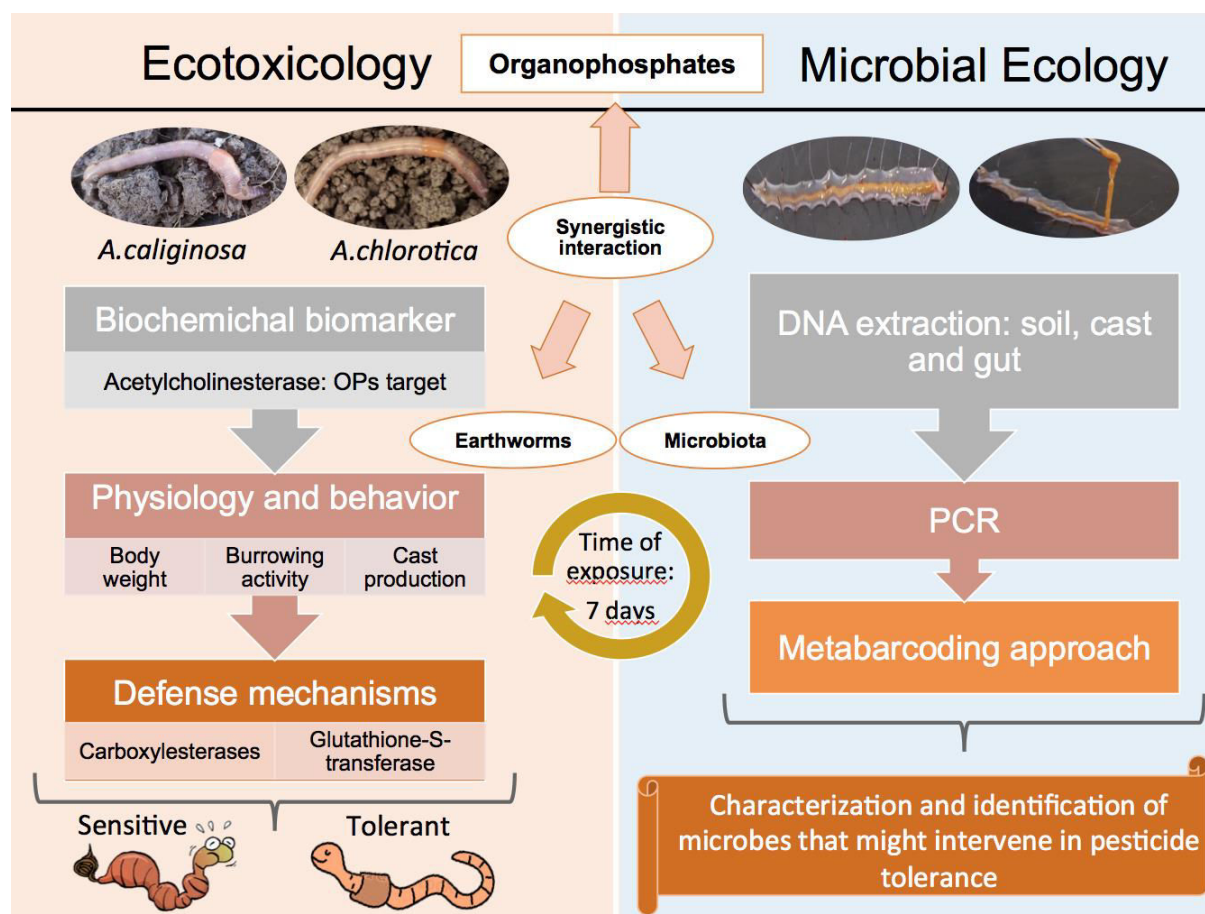 Ecotoxicology
Organophosphates
Microbial Ecology
A.caliginosa
A.chlorotica
Synergistic
interaction
Biochemichal biomarker
Acetylcholinesterase: OPs target
Earthworms
Microbiota
Physiology and behavior
Body
weight
Burrowing
activity
Cast
production
Time of
exposure:
7 days
Defense mechanisms
Carboxylesterases
Glutathione-S-
transferase
Sensitive
Tolerant
DNA extraction: soil, cast
and gut
PCR
Metabarcoding approach
Characterization and identification of
microbes that might intervene in pesticide
tolerance